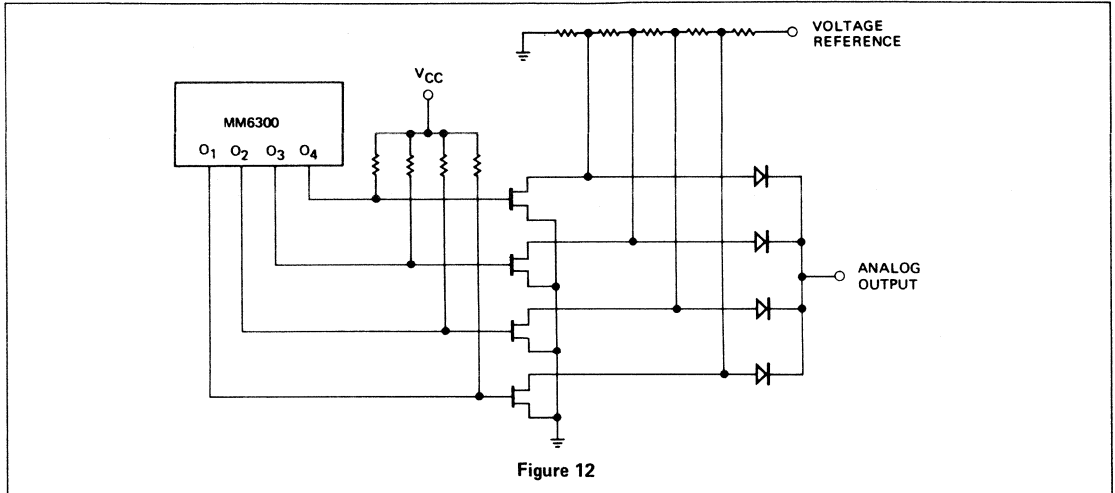 VOLTAGE
REFERENCE
VCC
MM6300
O1 O2 O3 O4
ANALOG
OUTPUT
Figure 12